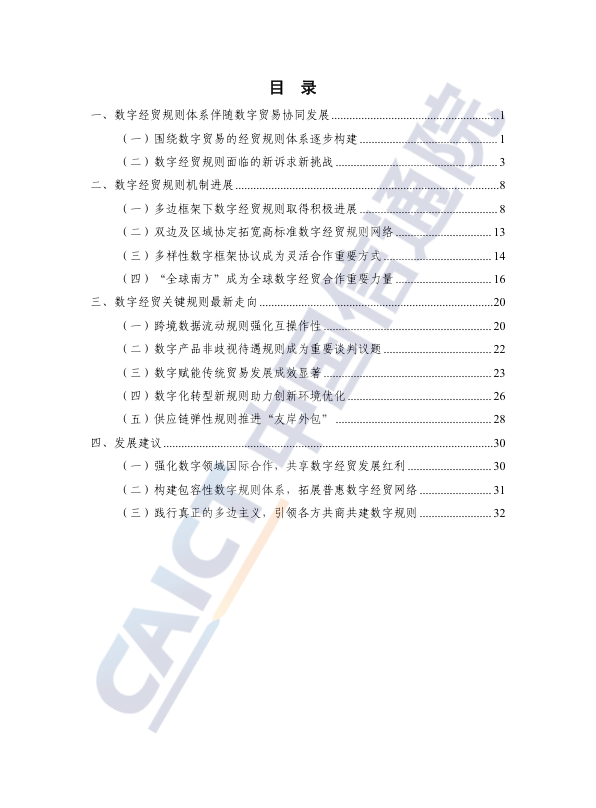 目 录
一、数字经贸规则体系伴随数字贸易协同发展 1
（一）围绕数字贸易的经贸规则体系逐步构建 1
（二）数字经贸规则面临的新诉求新挑战 3
二、数字经贸规则机制进展 8
（一）多边框架下数字经贸规则取得积极进展 8
（二）双边及区域协定拓宽高标准数字经贸规则网络 13
（三）多样性数字框架协议成为灵活合作重要方式 14
（四）“全球南方”成为全球数字经贸合作重要力量 16
三、数字经贸关键规则最新走向 20
（一）跨境数据流动规则强化互操作性 20
（二）数字产品非歧视待遇规则成为重要谈判议题 22
（三）数字赋能传统贸易发展成效显著 23
（四）数字化转型新规则助力创新环境优化 26
（五）供应链弹性规则推进“友岸外包” 28
四、发展建议 30
（一）强化数字领域国际合作，共享数字经贸发展红利 30
（二）构建包容性数字规则体系，拓展普惠数字经贸网络 31
（三）践行真正的多边主义，引领各方共商共建数字规则 32
CAICT 中国信通院